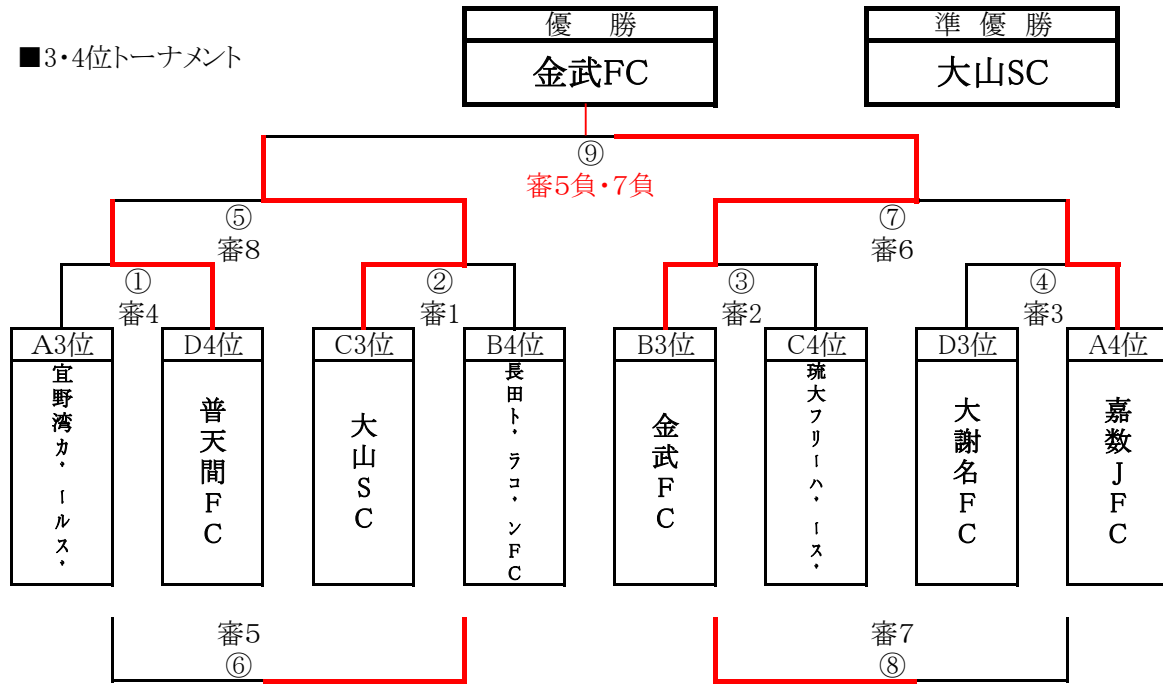 優　勝
準 優 勝
■3・4位トーナメント
金武FC
大山SC
⑨
審5負・7負
⑤
⑦
審8
審6
①
②
③
④
審4
審1
審2
審3
A3位
D4位
C3位
B4位
B3位
C4位
D3位
A4位
宜野湾ガールズ
普天間FC
大山SC
長田ドラゴンFC
金武FC
琉大フリーバーズ
大謝名FC
嘉数JFC
審5
審7
⑥
⑧